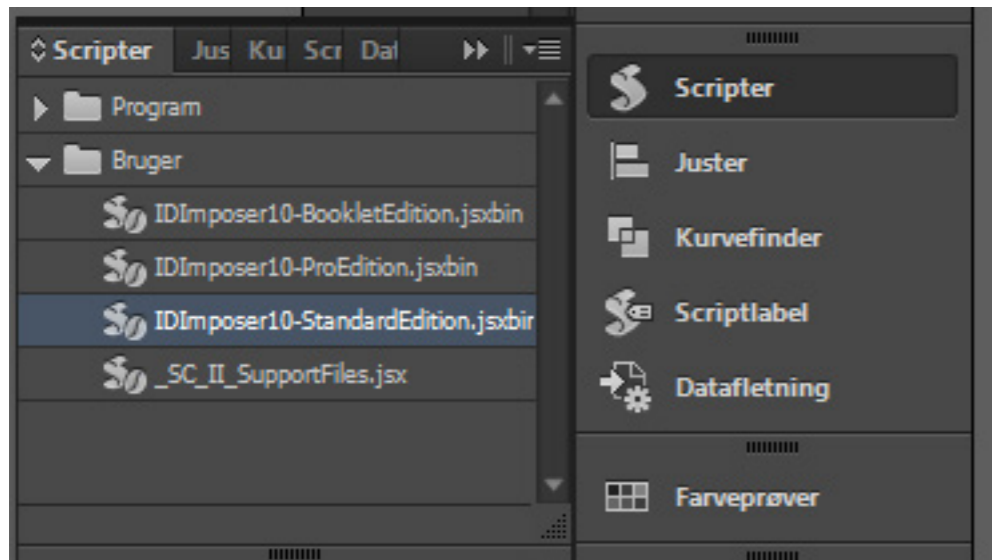 Scripter Jus Ku Scr Dat
Program
Bruger
IDImposer10-BookletEdition.jsxbin
IDImposer10-ProEdition.jsxbin
IDImposer10-StandardEdition.jsxbin
_SC_II_SupportFiles.jsx
Scripter
Juster
Kurvefinder
Scriptlabel
Datafletning
Farveprøver